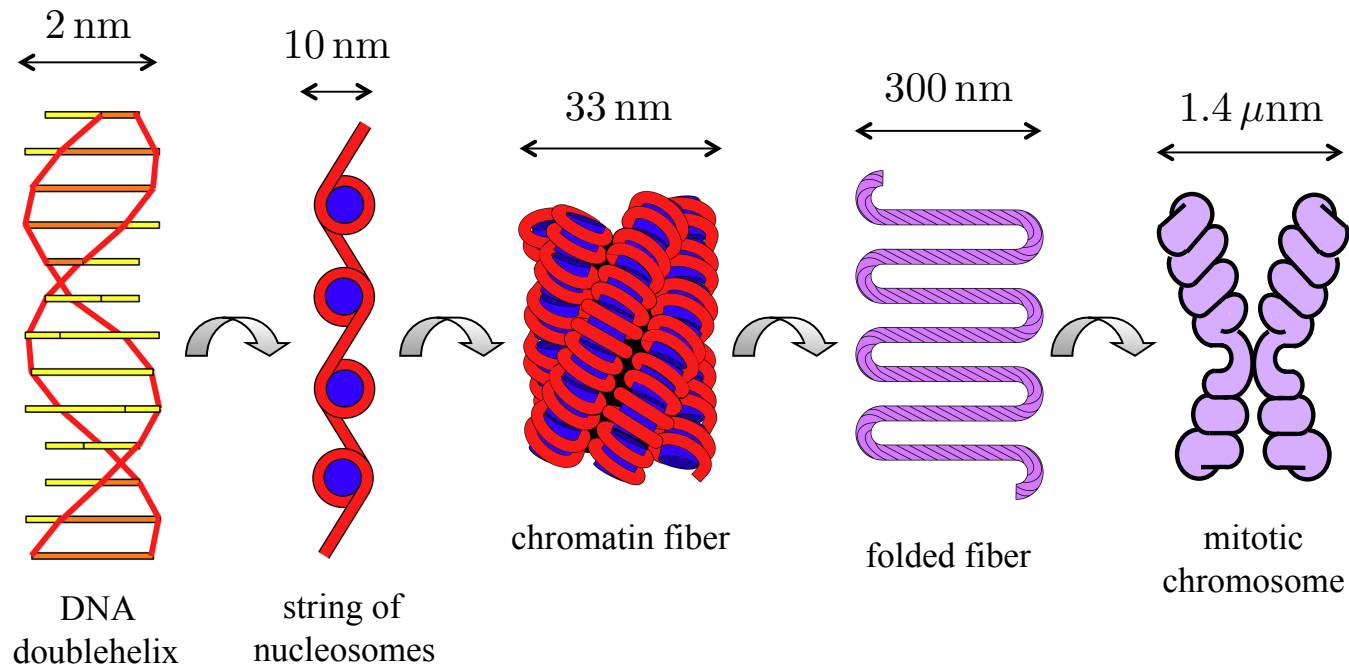 2 nm
10 nm
33 nm
300 nm
1.4 μnm
DNA
doublehelix
string of
nucleosomes
chromatin fiber
folded fiber
mitotic
chromosome